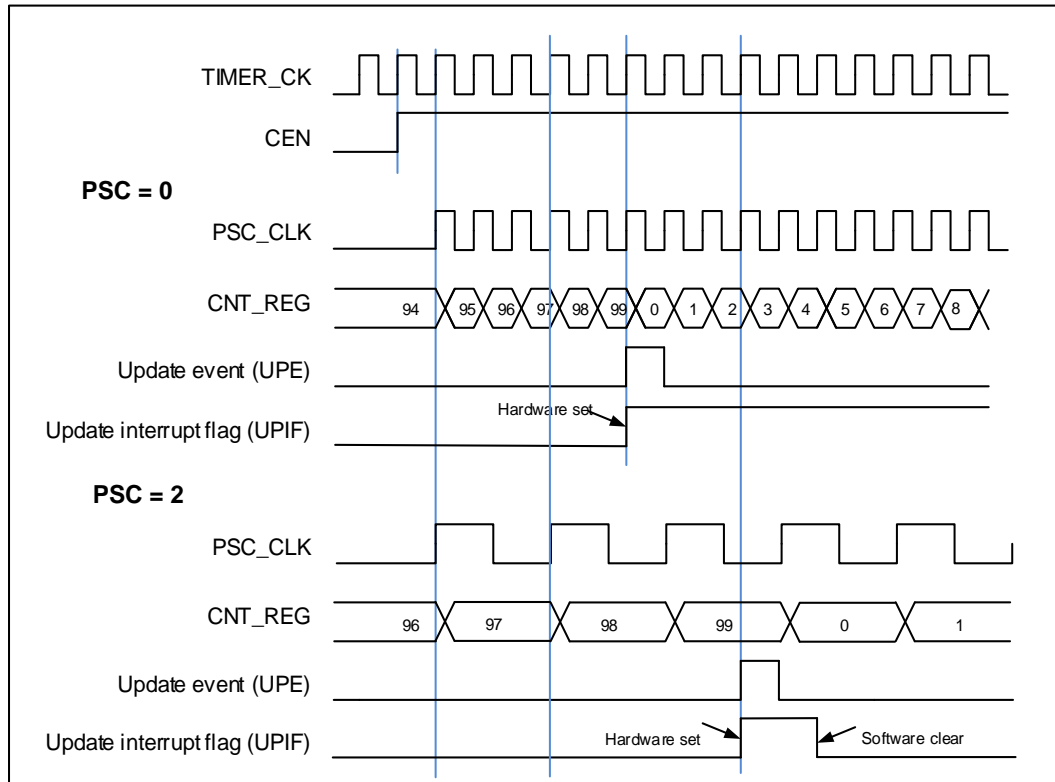 TIMER_CK
CEN
PSC = 0
PSC_CLK
CNT_REG 94 95 96 97 98 99 0 1 2 3 4 5 6 7 8
Update event (UPE)
Hardware set
Update interrupt flag (UPIF)
PSC = 2
PSC_CLK
CNT_REG 96 97 98 99 0 1
Update event (UPE)
Update interrupt flag (UPIF) Hardware set Software clear